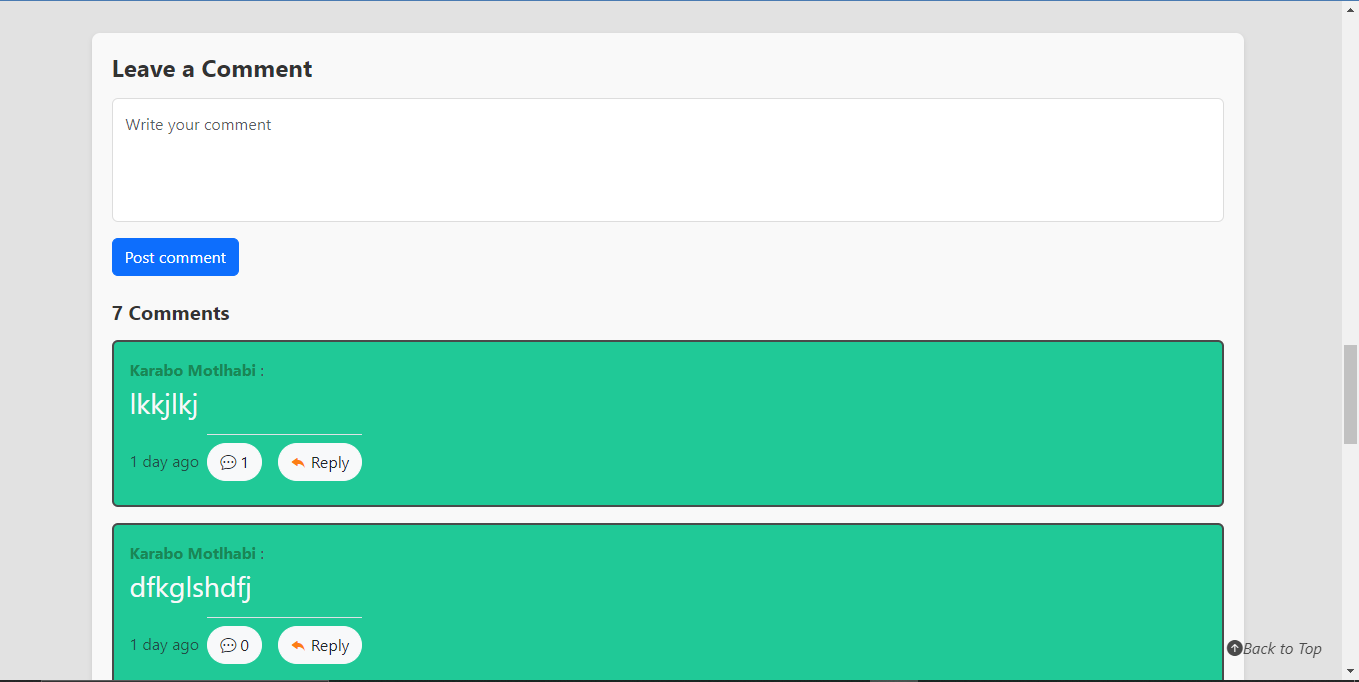 Leave a Comment
Write your comment
Post comment
7 Comments
Karabo Motlhabi :
lkkjlkj
1 day ago 1 Reply
Karabo Motlhabi :
dfkglshdfj
1 day ago 0 Reply
Back to Top